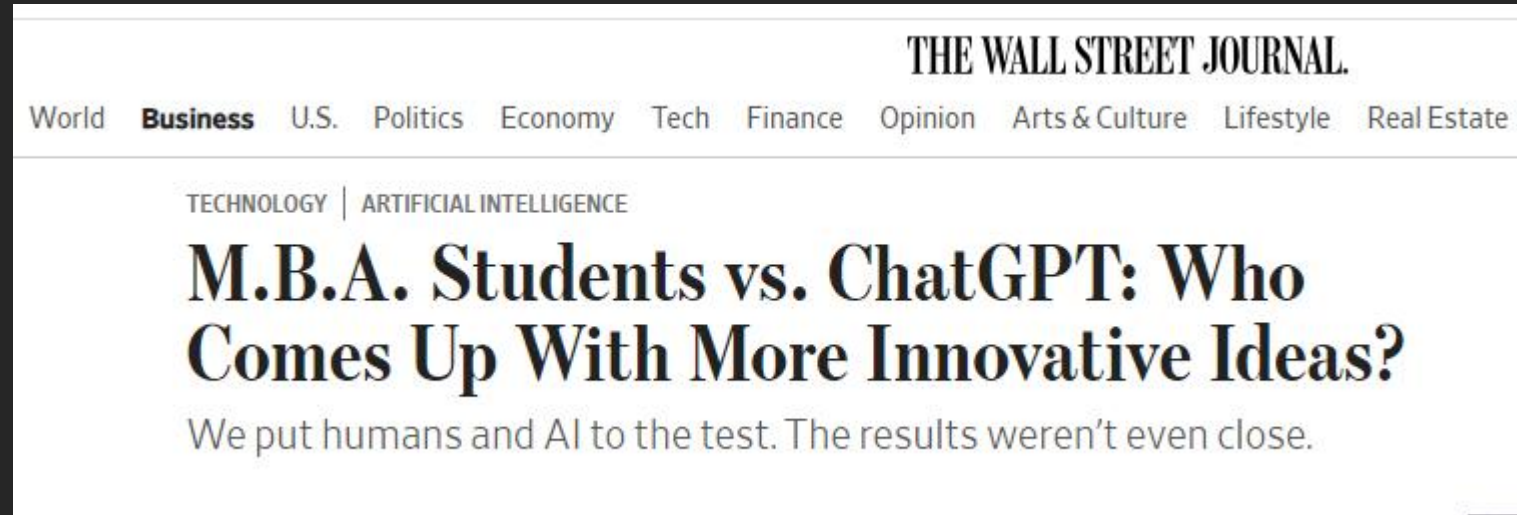 THE WALL STREET JOURNAL.
World Business U.S. Politics Economy Tech Finance Opinion Arts & Culture Lifestyle Real Estate
TECHNOLOGY | ARTIFICIAL INTELLIGENCE
M.B.A. Students vs. ChatGPT: Who
Comes Up With More Innovative Ideas?
We put humans and AI to the test. The results weren’t even close.